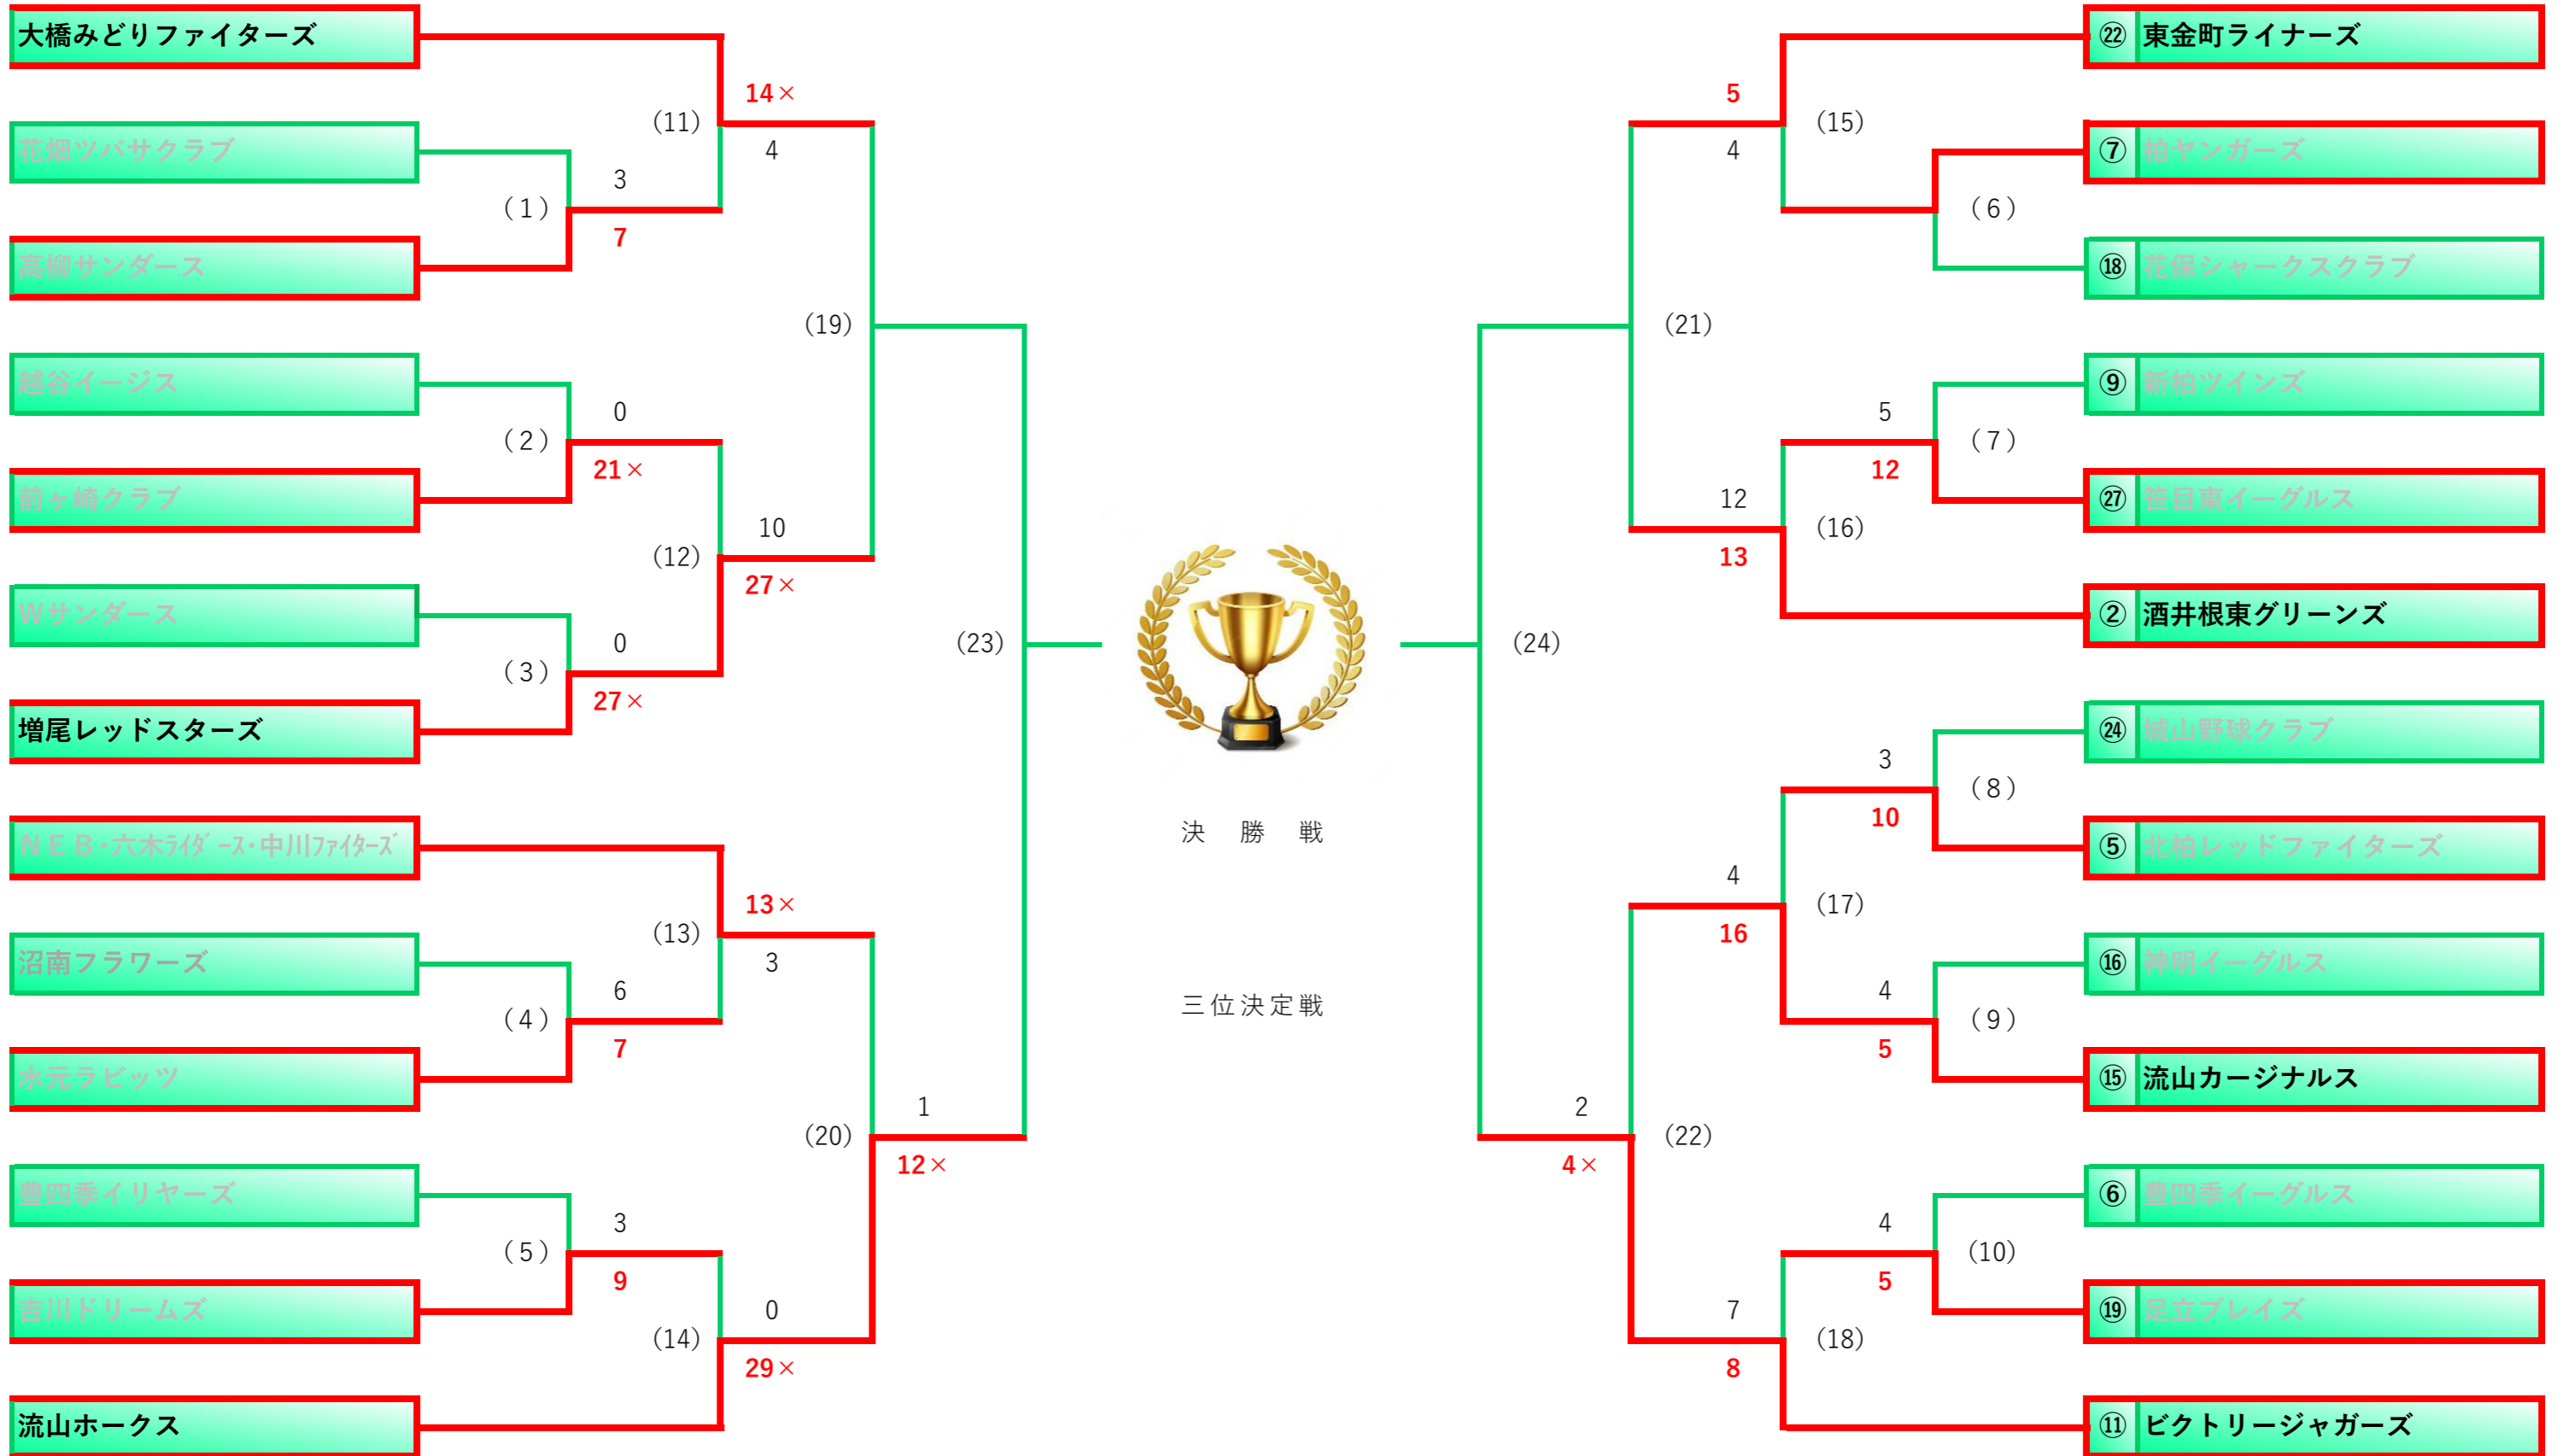 大橋みどりファイターズ
花畑ツバサクラブ
高柳サンダース
越谷イージス
前ヶ崎クラブ
Wサンダース
増尾レッドスターズ
ＮＥＢ・六木ﾗｲﾀﾞｰｽ・中川ﾌｧｲﾀｰｽﾞ
沼南フラワーズ
水元ラビッツ
豊四季イリヤーズ
吉川ドリームズ
流山ホークス
(1)
3
7
(2)
0
21×
(3)
0
27×
(4)
6
7
(5)
3
9
(11)
14×
4
(12)
10
27×
(13)
13×
3
(14)
0
29×
(19)
(20)
1
12×
(23)
決　勝　戦
三位決定戦
(24)
(21)
2
4×
(22)
5
4
(15)
12
13
(16)
4
16
(17)
7
8
(18)
(6)
5
12
(7)
3
10
(8)
4
5
(9)
4
5
(10)
㉒ 東金町ライナーズ
⑦ 柏ヤンガーズ
⑱ 花保シャークスクラブ
⑨ 新柏ツインズ
㉗ 笹目東イーグルス
② 酒井根東グリーンズ
㉔ 城山野球クラブ
⑤ 北柏レッドファイターズ
⑯ 神明イーグルス
⑮ 流山カージナルス
⑥ 豊四季イーグルス
⑲ 足立ブレイズ
⑪ ビクトリージャガーズ